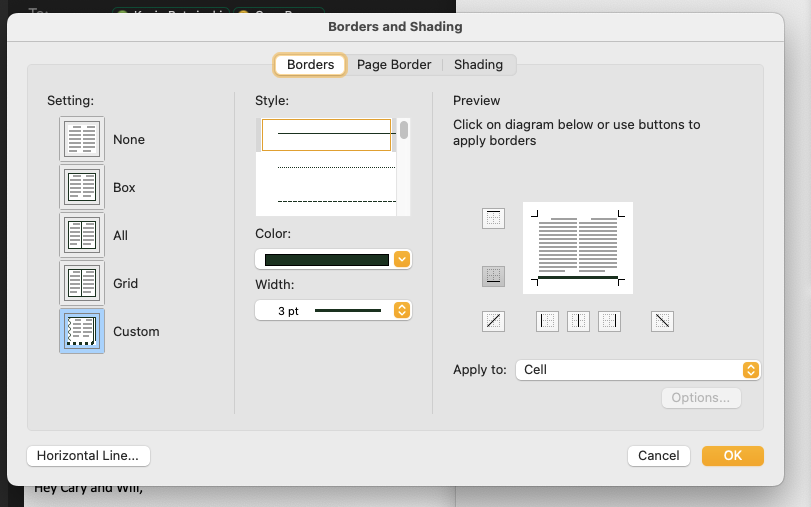 To:
Borders and Shading
Borders
Page Border
Shading
Setting:
None
Box
All
Grid
Custom
Style:
Color:
Width:
3 pt
Preview
Click on diagram below or use buttons to
apply borders
Apply to:
Cell
Options...
Horizontal Line...
Cancel
OK
Hey Cary and Will,